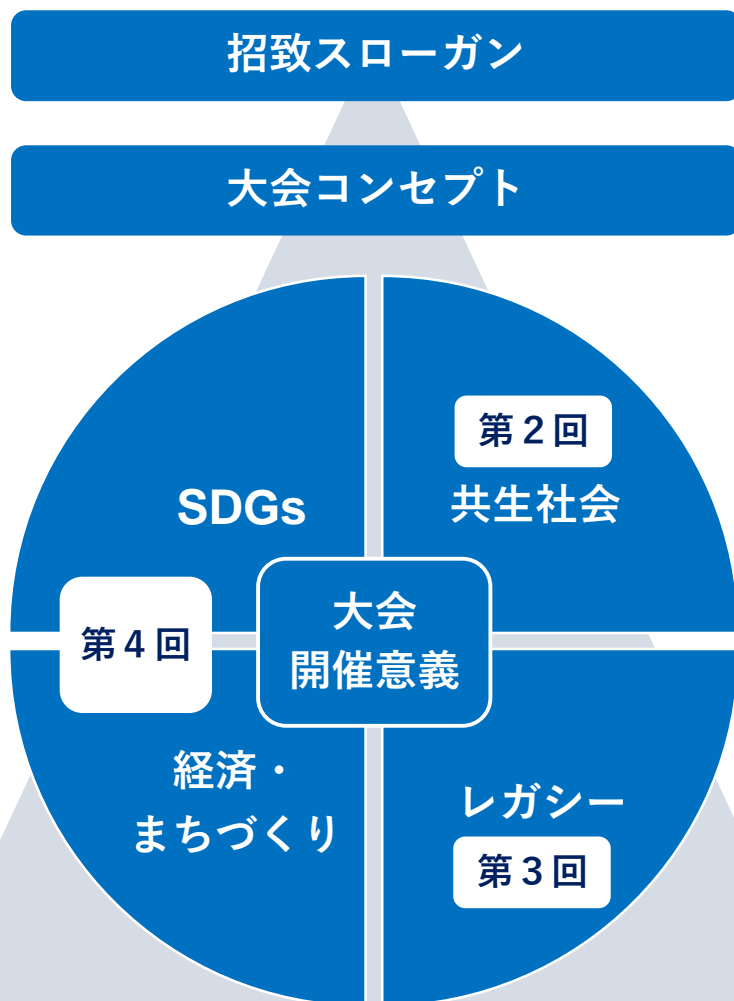 招致スローガン
大会コンセプト
第２回
共生社会
SDGs
大会
開催意義
第４回
経済・
まちづくり
レガシー
第３回